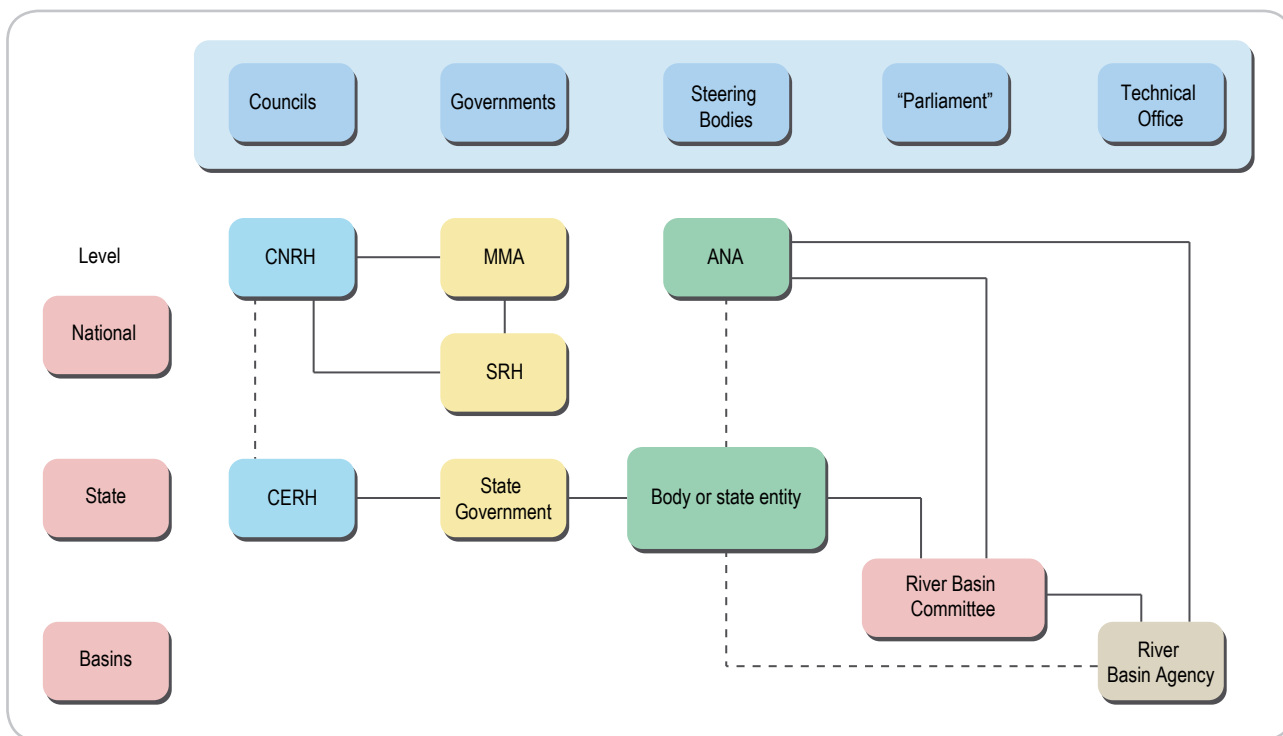 Councils
Governments
Steering
Bodies
“Parliament”
Technical
Office
Level
CNRH
MMA
ANA
National
SRH
State
CERH
State
Government
Body or state entity
River Basin
Committee
Basins
River
Basin Agency